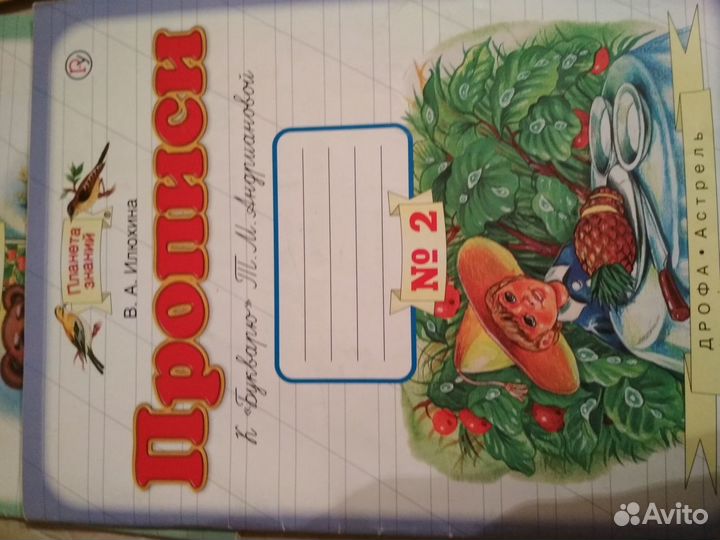 Планета
знаний
В. А. Илюхина
Прописи
К «Букварю» Т. М. Андриановой
№ 2
ДРОФА • Астрель
Avito